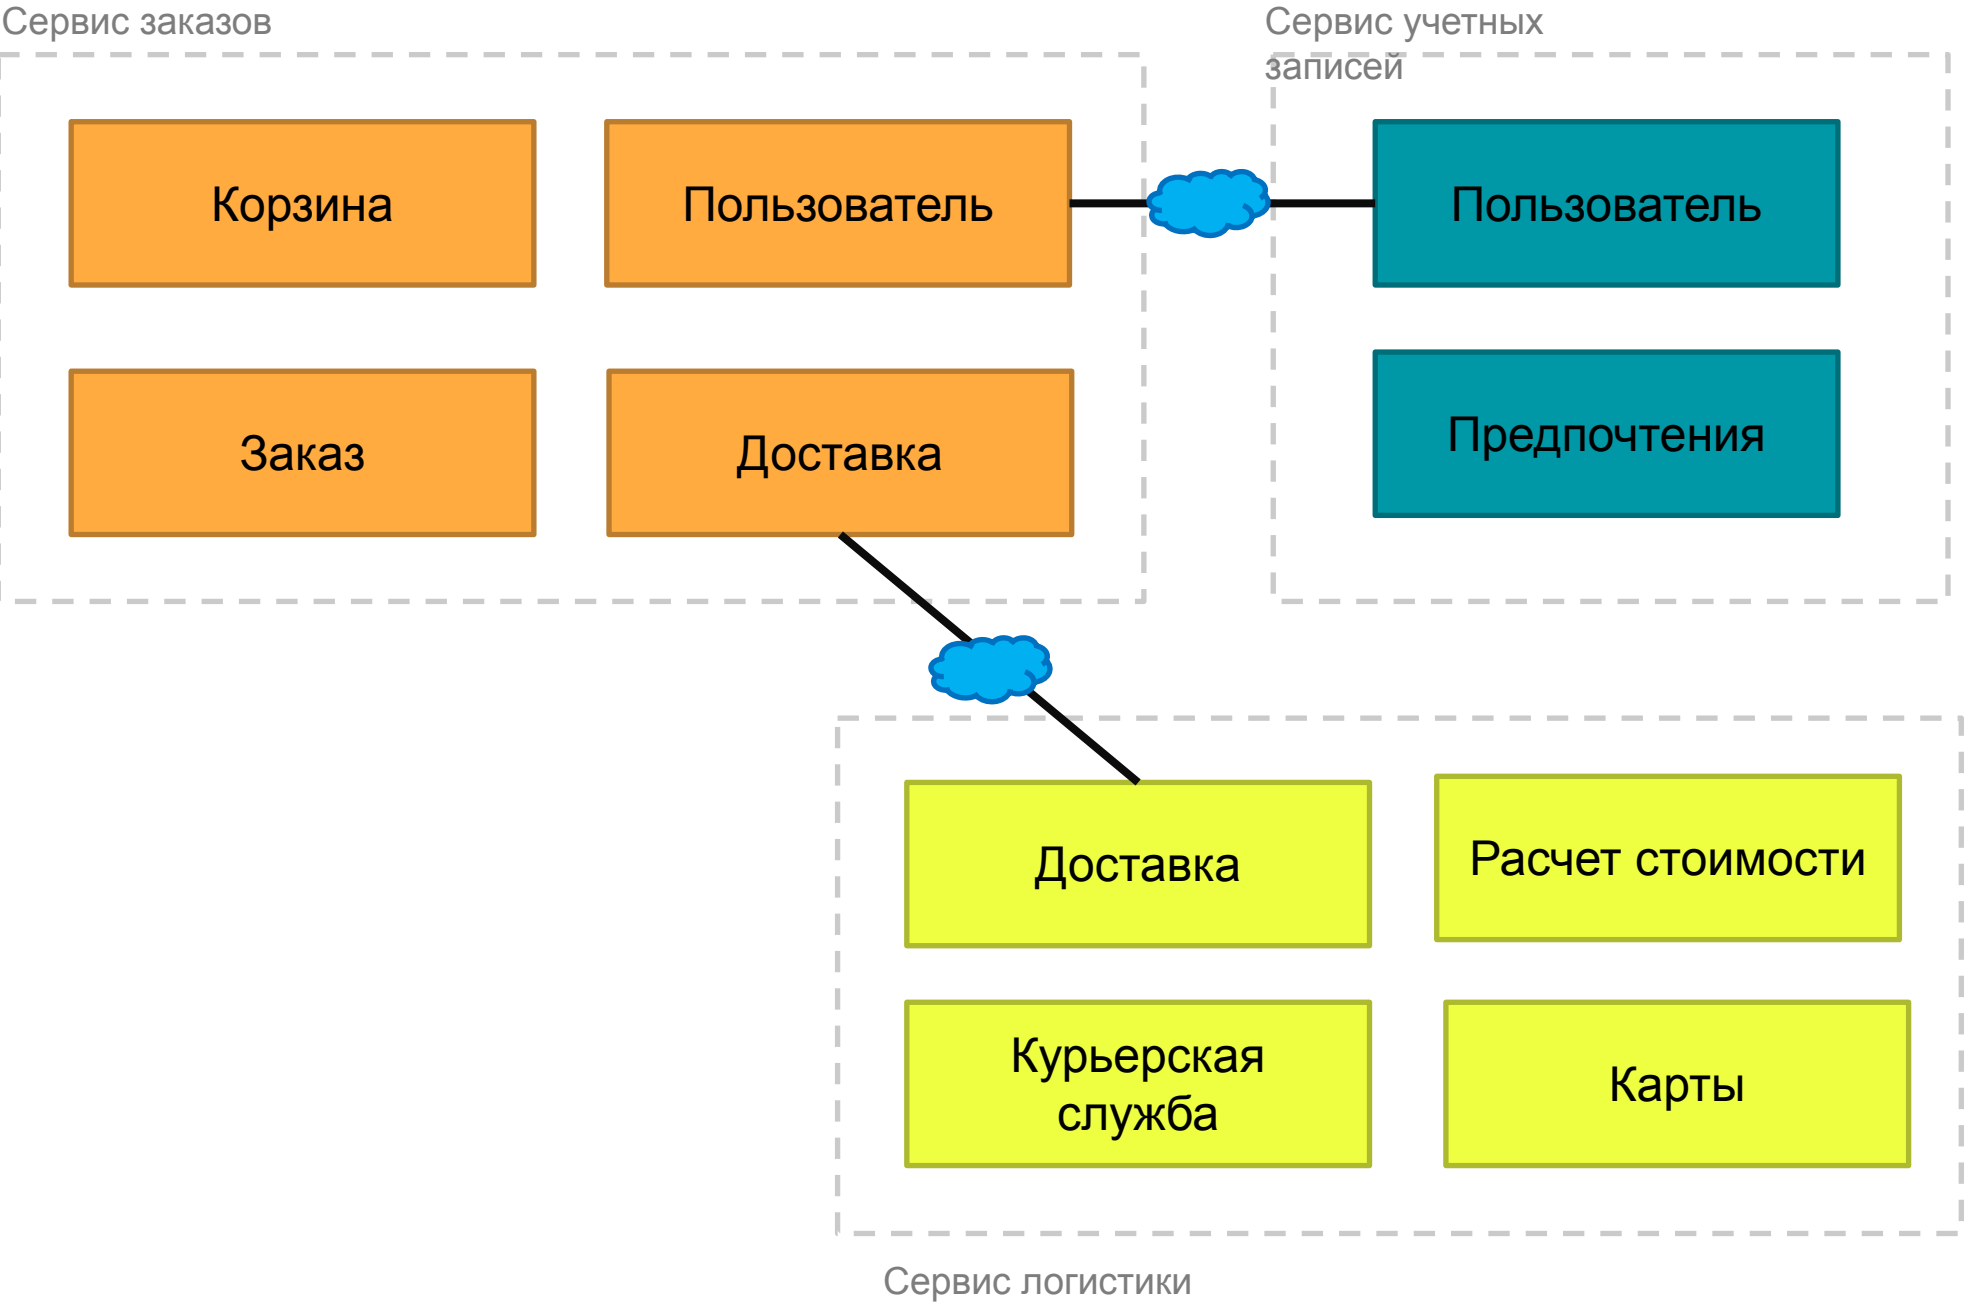 Сервис заказов
Сервис учетных
записей
Корзина
Пользователь
Пользователь
Заказ
Доставка
Предпочтения
Доставка
Расчет стоимости
Курьерская
служба
Карты
Сервис логистики